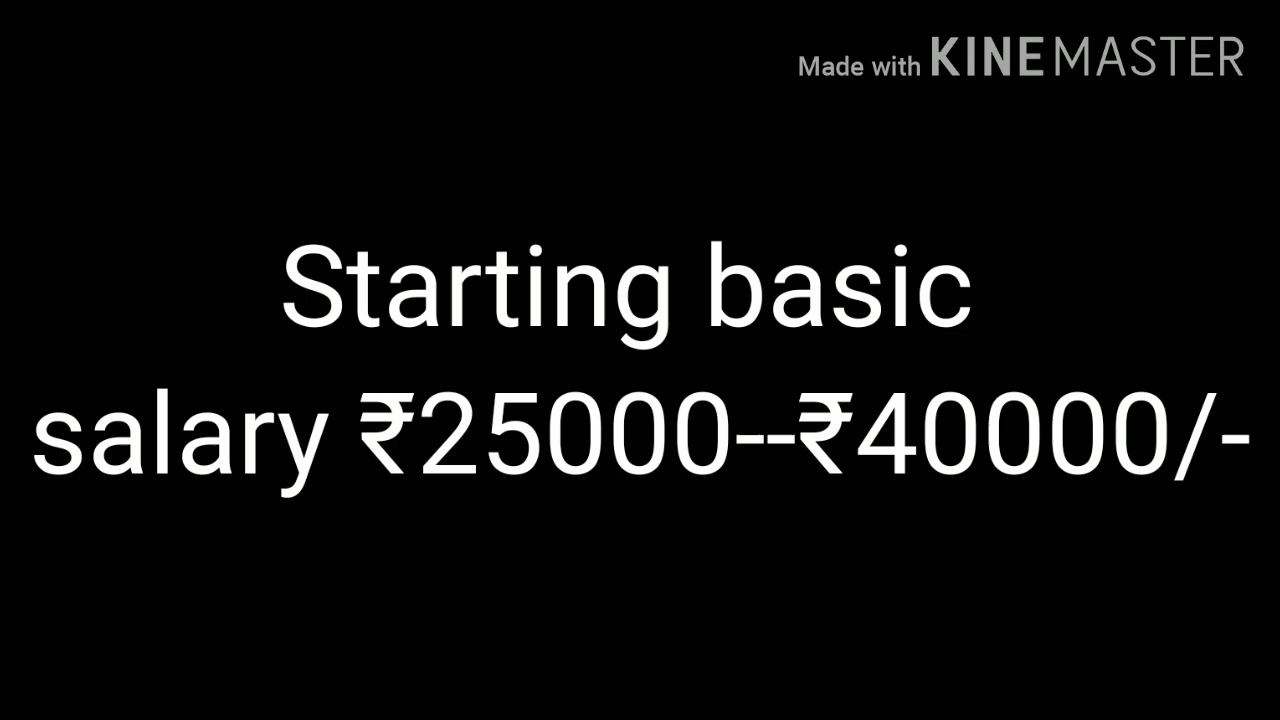 Made with KINEMASTER
Starting basic
salary ₹25000--₹40000/-